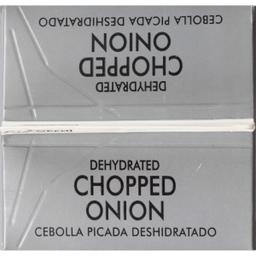 CEBOLLA PICADA DESHIDRATADO
ONION
CHOPPED
DEHYDRATED
DEHYDRATED
CHOPPED
ONION
CEBOLLA PICADA DESHIDRATADO